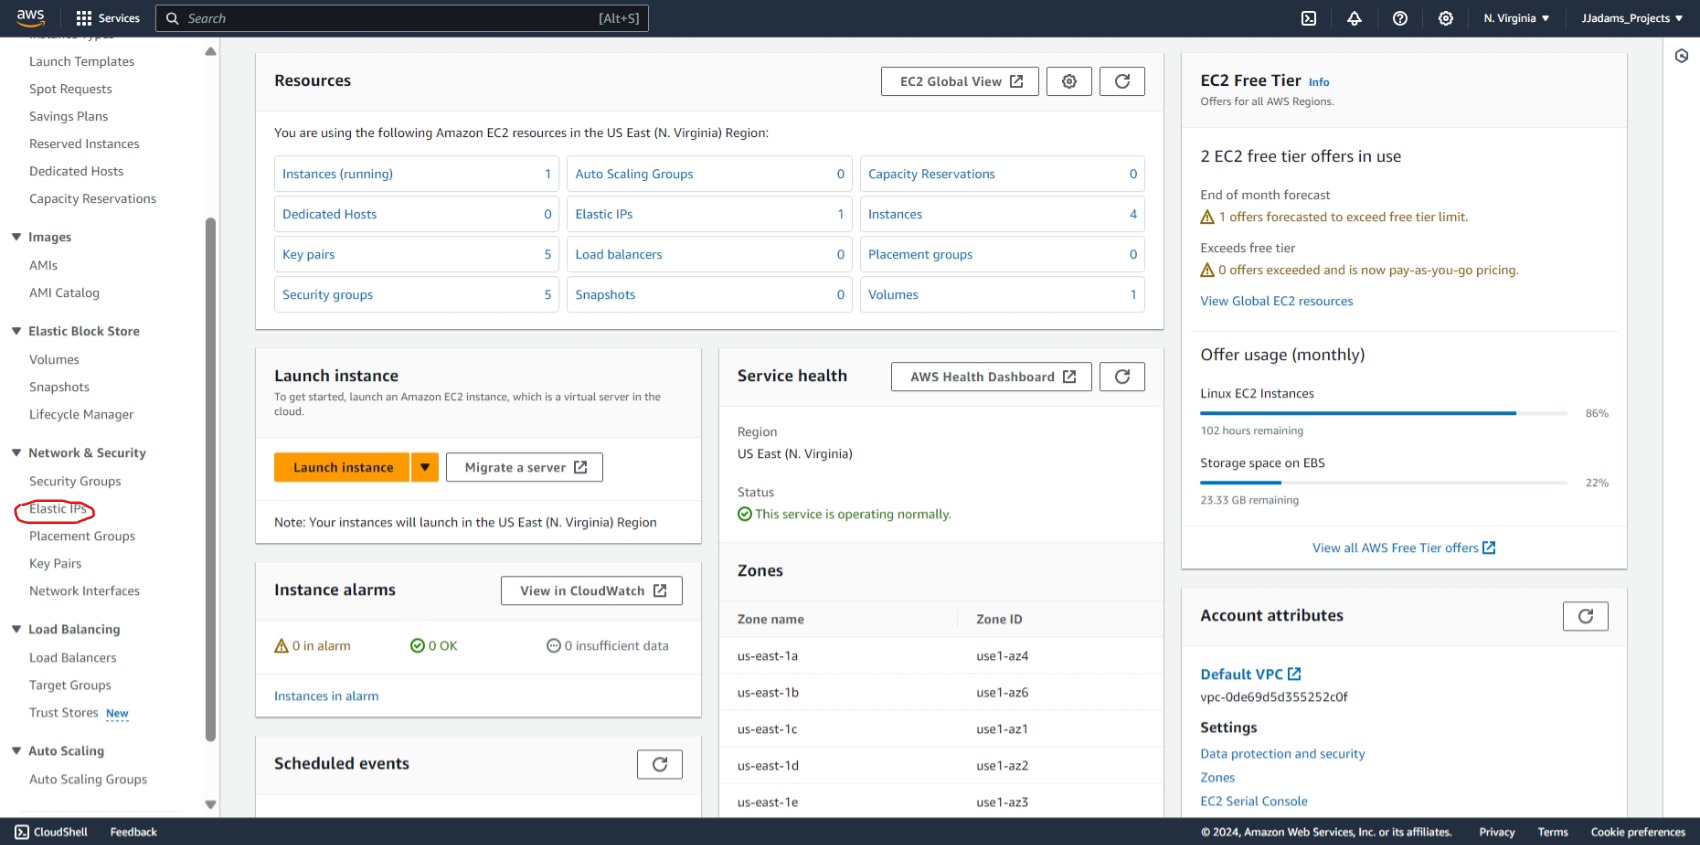 aws
Services
Search
[Alt+S]
N. Virginia
JJadams_Projects
Instance Types
Launch Templates
Spot Requests
Savings Plans
Reserved Instances
Dedicated Hosts
Capacity Reservations
Images
AMIs
AMI Catalog
Elastic Block Store
Volumes
Snapshots
Lifecycle Manager
Network & Security
Security Groups
Elastic IPs
Placement Groups
Key Pairs
Network Interfaces
Load Balancing
Load Balancers
Target Groups
Trust Stores New
Auto Scaling
Auto Scaling Groups
Resources
EC2 Global View
You are using the following Amazon EC2 resources in the US East (N. Virginia) Region:
Instances (running) 1
Auto Scaling Groups 0
Capacity Reservations 0
Dedicated Hosts 0
Elastic IPs 1
Instances 4
Key pairs 5
Load balancers 0
Placement groups 0
Security groups 5
Snapshots 0
Volumes 1
Launch instance
To get started, launch an Amazon EC2 instance, which is a virtual server in the
cloud.
Launch instance
Migrate a server
Note: Your instances will launch in the US East (N. Virginia) Region
Instance alarms
View in CloudWatch
0 in alarm
0 OK
0 insufficient data
Instances in alarm
Scheduled events
Service health
AWS Health Dashboard
Region
US East (N. Virginia)
Status
This service is operating normally.
Zones
Zone name Zone ID
us-east-1a use1-az4
us-east-1b use1-az6
us-east-1c use1-az1
us-east-1d use1-az2
us-east-1e use1-az3
EC2 Free Tier Info
Offers for all AWS Regions.
2 EC2 free tier offers in use
End of month forecast
1 offers forecasted to exceed free tier limit.
Exceeds free tier
0 offers exceeded and is now pay-as-you-go pricing.
View Global EC2 resources
Offer usage (monthly)
Linux EC2 Instances
86%
102 hours remaining
Storage space on EBS
22%
23.33 GB remaining
View all AWS Free Tier offers
Account attributes
Default VPC
vpc-0de69d5d355252c0f
Settings
Data protection and security
Zones
EC2 Serial Console
CloudShell
Feedback
© 2024, Amazon Web Services, Inc. or its affiliates.
Privacy
Terms
Cookie preferences